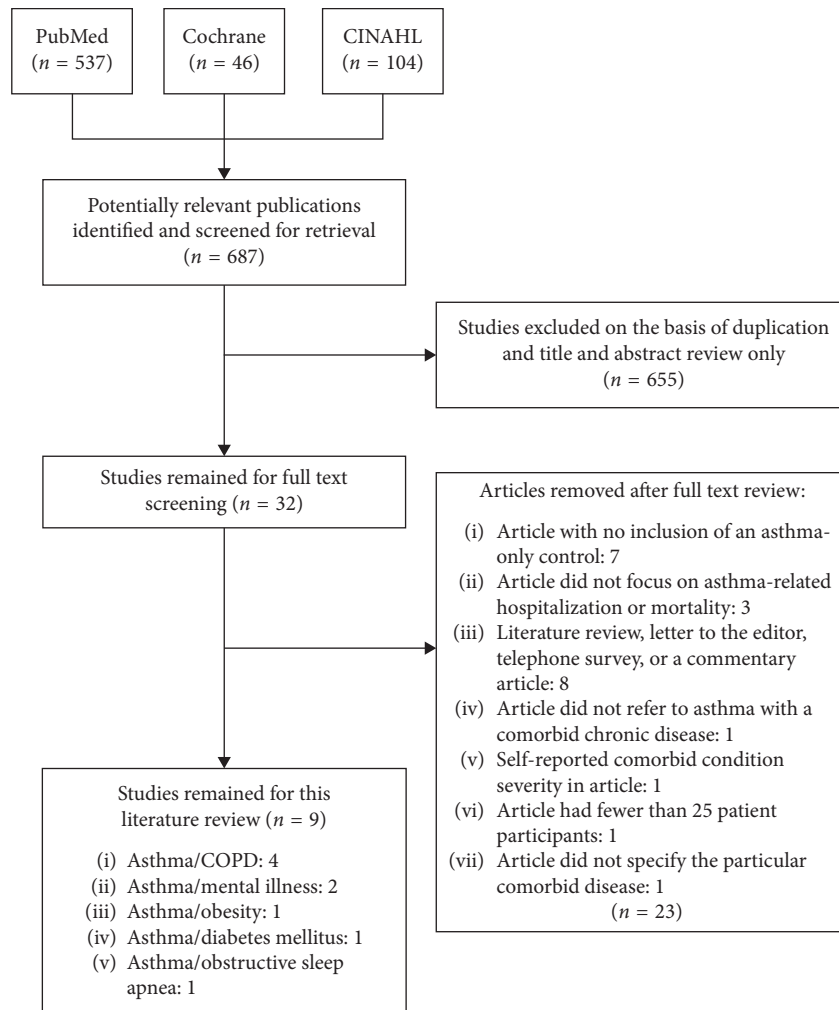 PubMed
(n = 537)
Cochrane
(n = 46)
CINAHL
(n = 104)
Potentially relevant publications
identified and screened for retrieval
(n = 687)
Studies excluded on the basis of duplication
and title and abstract review only
(n = 655)
Studies remained for full text
screening (n = 32)
Articles removed after full text review:
(i) Article with no inclusion of an asthma-
only control: 7
(ii) Article did not focus on asthma-related
hospitalization or mortality: 3
(iii) Literature review, letter to the editor,
telephone survey, or a commentary
article: 8
(iv) Article did not refer to asthma with a
comorbid chronic disease: 1
(v) Self-reported comorbid condition
severity in article: 1
(vi) Article had fewer than 25 patient
participants: 1
(vii) Article did not specify the particular
comorbid disease: 1
(n = 23)
Studies remained for this
literature review (n = 9)
(i) Asthma/COPD: 4
(ii) Asthma/mental illness: 2
(iii) Asthma/obesity: 1
(iv) Asthma/diabetes mellitus: 1
(v) Asthma/obstructive sleep
apnea: 1